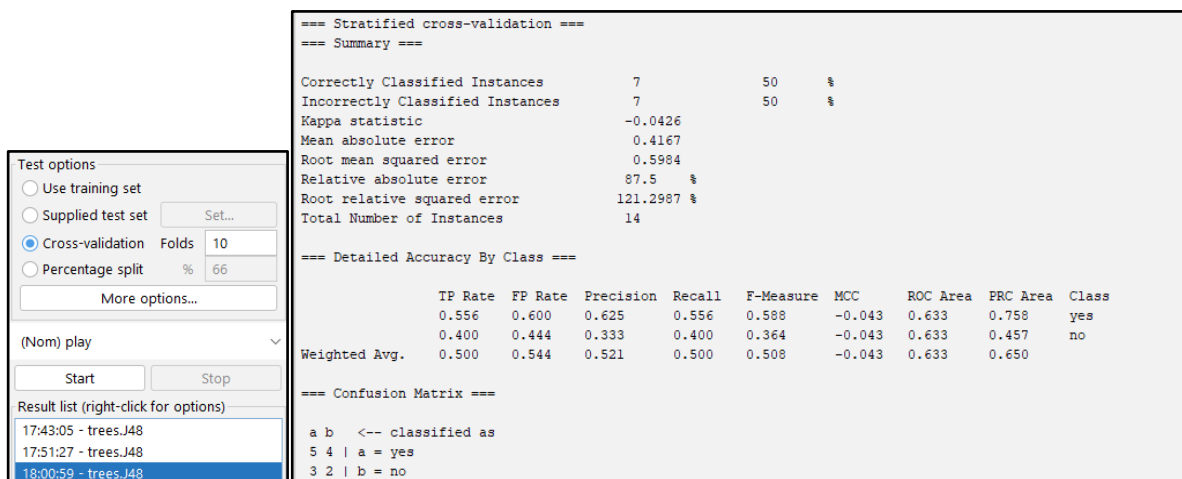 Test options
Use training set
Supplied test set Set...
Cross-validation Folds 10
Percentage split % 66
More options...
(Nom) play
Start Stop
Result list (right-click for options)
17:43:05 - trees.J48
17:51:27 - trees.J48
18:00:59 - trees.J48
=== Stratified cross-validation ===
=== Summary ===
Correctly Classified Instances 7 50 %
Incorrectly Classified Instances 7 50 %
Kappa statistic -0.0426
Mean absolute error 0.4167
Root mean squared error 0.5984
Relative absolute error 87.5 %
Root relative squared error 121.2987 %
Total Number of Instances 14
=== Detailed Accuracy By Class ===
TP Rate FP Rate Precision Recall F-Measure MCC ROC Area PRC Area Class
0.556 0.600 0.625 0.556 0.588 -0.043 0.633 0.758 yes
0.400 0.444 0.333 0.400 0.364 -0.043 0.633 0.457 no
Weighted Avg. 0.500 0.544 0.521 0.500 0.508 -0.043 0.633 0.650
=== Confusion Matrix ===
a b <-- classified as
5 4 | a = yes
3 2 | b = no